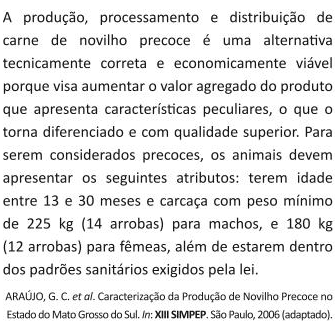 A produção, processamento e distribuição de
carne de novilho precoce é uma alternativa
tecnicamente correta e economicamente viável
porque visa aumentar o valor agregado do produto
que apresenta características peculiares, o que o
torna diferenciado e com qualidade superior. Para
serem considerados precoces, os animais devem
apresentar os seguintes atributos: terem idade
entre 13 e 30 meses e carcaça com peso mínimo
de 225 kg (14 arrobas) para machos, e 180 kg
(12 arrobas) para fêmeas, além de estarem dentro
dos padrões sanitários exigidos pela lei.
ARAÚJO, G. C. et al. Caracterização da Produção de Novilho Precoce no
Estado do Mato Grosso do Sul. In: XIII SIMPEP. São Paulo, 2006 (adaptado).